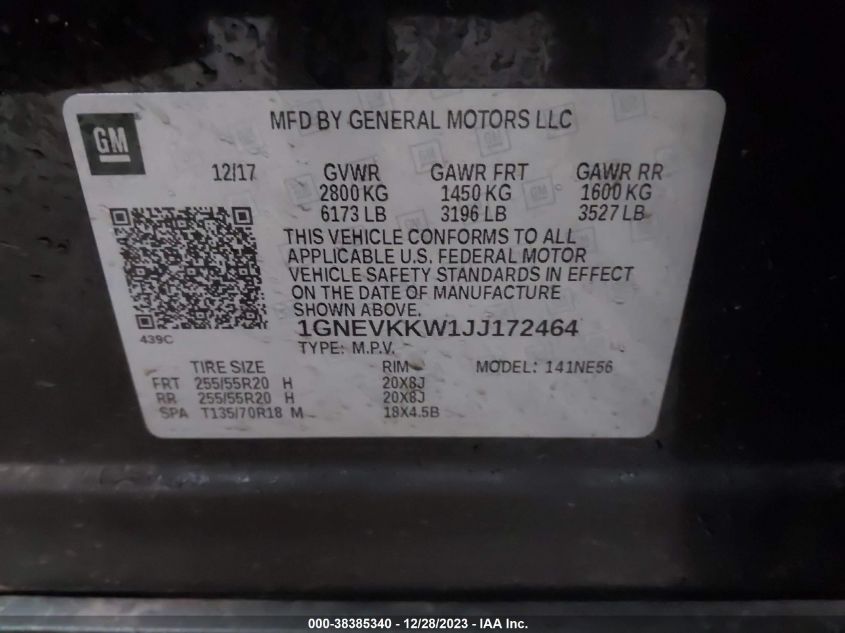 GM
MFD BY GENERAL MOTORS LLC
12/17 GVWR GAWR FRT GAWR RR
2800 KG 1450 KG 1600 KG
6173 LB 3196 LB 3527 LB
THIS VEHICLE CONFORMS TO ALL
APPLICABLE U.S. FEDERAL MOTOR
VEHICLE SAFETY STANDARDS IN EFFECT
ON THE DATE OF MANUFACTURE
SHOWN ABOVE.
439C
1GNEVKKW1JJ172464
TYPE: M.P.V.
TIRE SIZE RIM MODEL: 141NE56
FRT 255/55R20 H 20X8J
RR 255/55R20 H 20X8J
SPA T135/70R18 M 18X4.5B
000-38385340 - 12/28/2023 - IAA Inc.